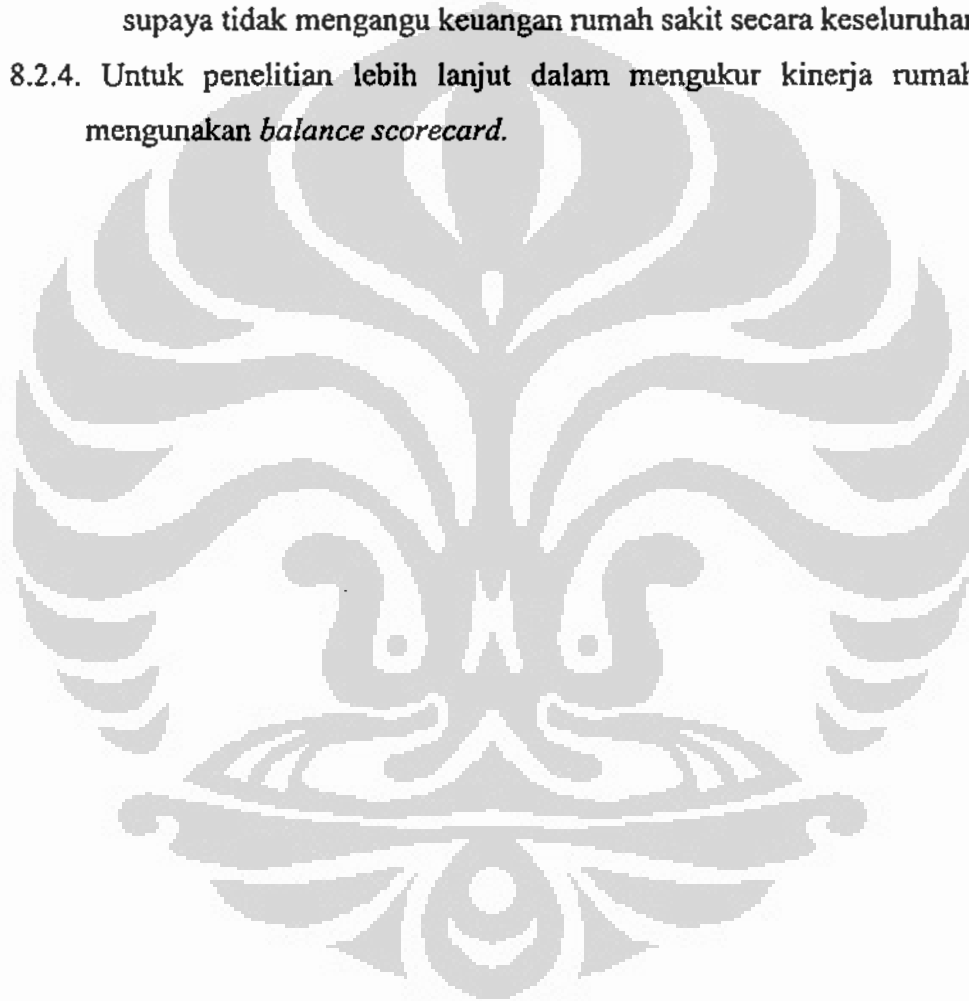 supaya tidak mengangu keuangan rumah sakit secara keseluruhan
8.2.4. Untuk penelitian lebih lanjut dalam mengukur kinerja rumah
mengunakan balance scorecard.